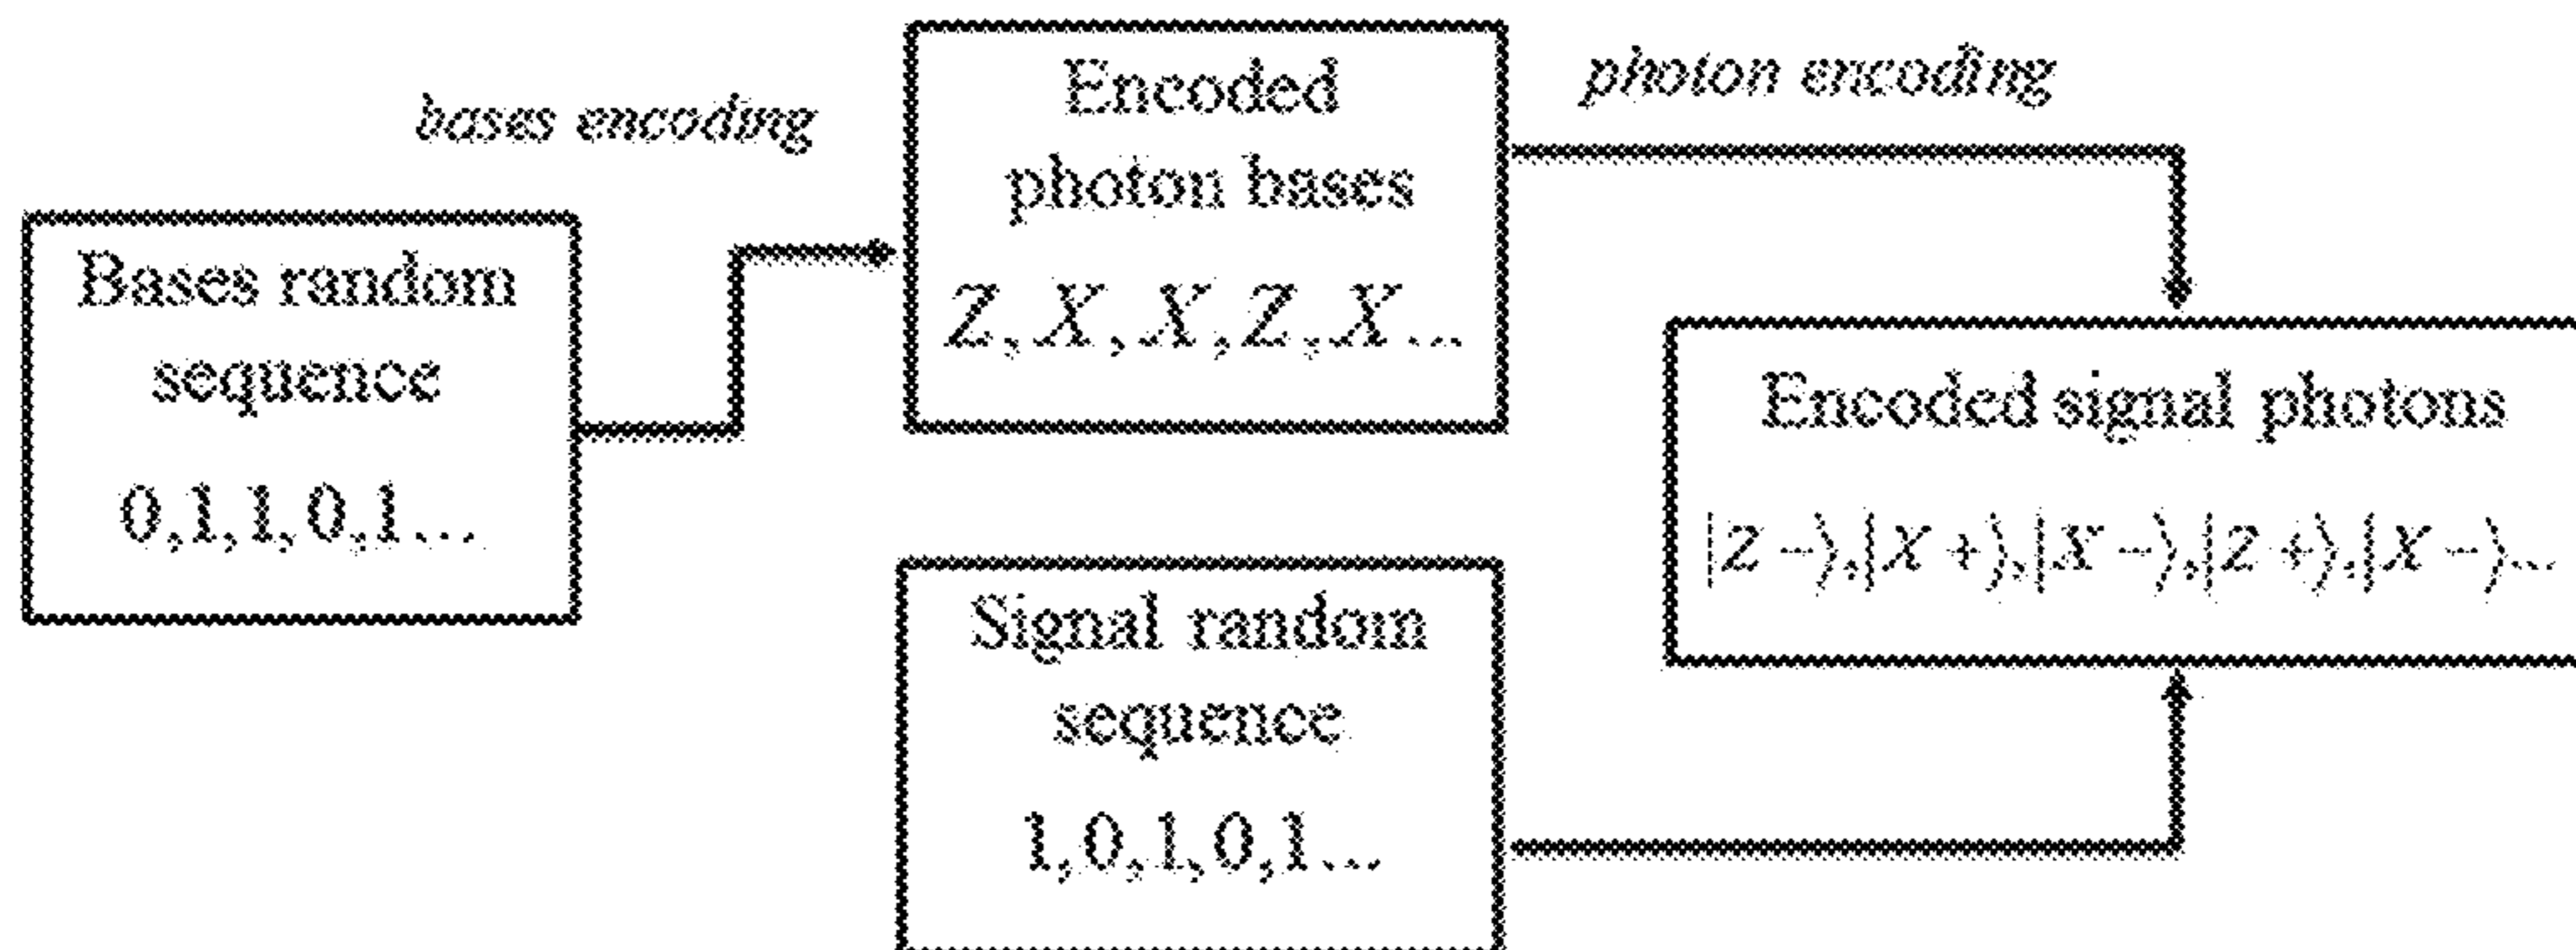 bases encoding
Bases random
sequence
0,1,1,0,1...
Encoded
photon bases
Z,X,X,Z,X...
photon encoding
Signal random
sequence
1,0,1,0,1...
Encoded signal photons
|Z−⟩,|X+⟩,|X−⟩,|Z+⟩,|X−⟩...